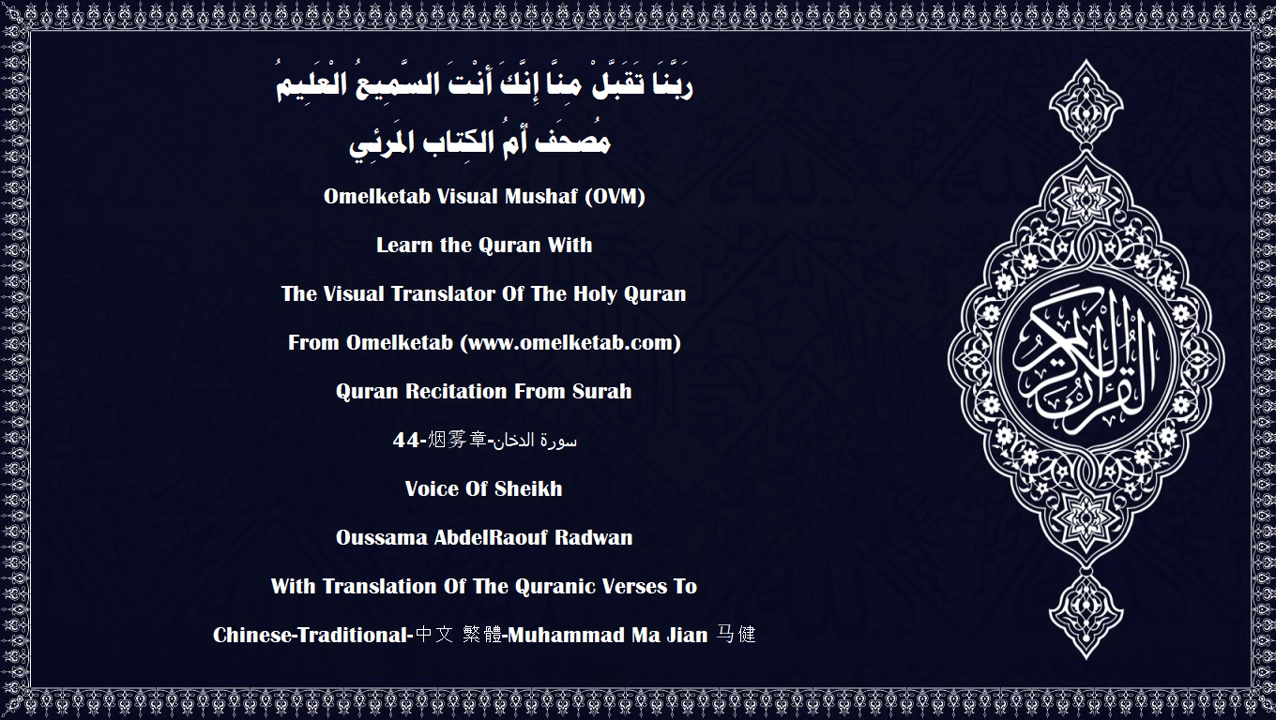 رَبَّنَا تَقَبَّلْ مِنَّا إِنَّكَ أَنْتَ السَّمِيعُ الْعَلِيمُ
مُصحَف أمُ الكِتاب المَرئِي
Omelketab Visual Mushaf (OVM)
Learn the Quran With
The Visual Translator Of The Holy Quran
From Omelketab (www.omelketab.com)
Quran Recitation From Surah
44-烟雾章-سورة الدخان
Voice Of Sheikh
Oussama AbdelRaouf Radwan
With Translation Of The Quranic Verses To
Chinese-Traditional-中文 繁體-Muhammad Ma Jian 马健
القرآن الكريم